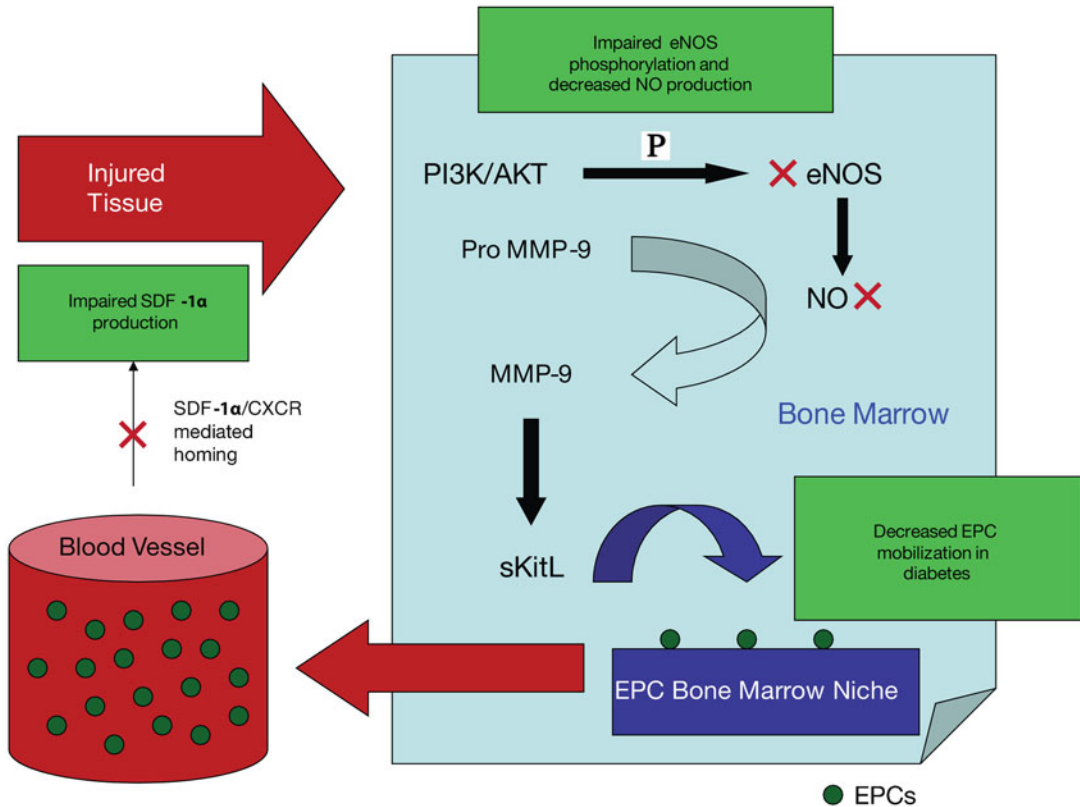 Impaired eNOS
phosphorylation and
decreased NO production
Injured
Tissue
P
PI3K/AKT
eNOS
Pro MMP-9
NO
Impaired SDF -1α
production
MMP-9
SDF-1α/CXCR
mediated
homing
Bone Marrow
Blood Vessel
sKitL
Decreased EPC
mobilization in
diabetes
EPC Bone Marrow Niche
EPCs